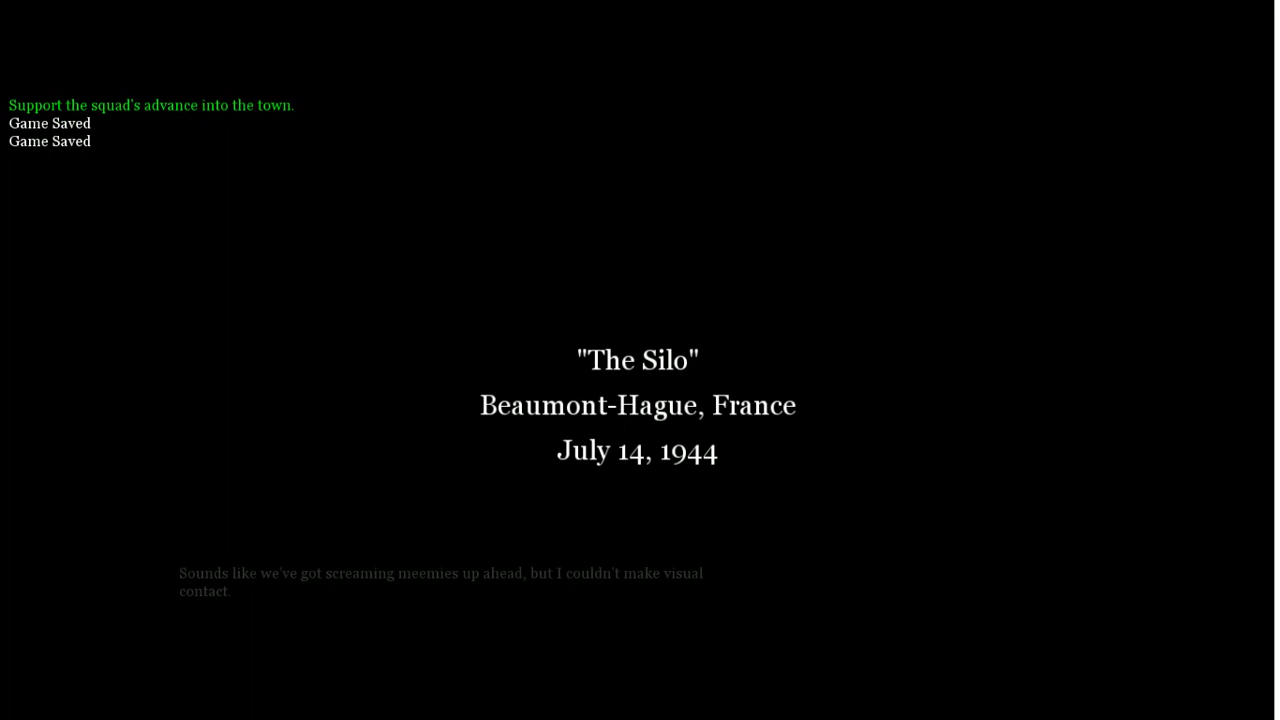 Support the squad's advance into the town.
Game Saved
Game Saved
"The Silo"
Beaumont-Hague, France
July 14, 1944
Sounds like we've got screaming meemies up ahead, but I couldn't make visual
contact.